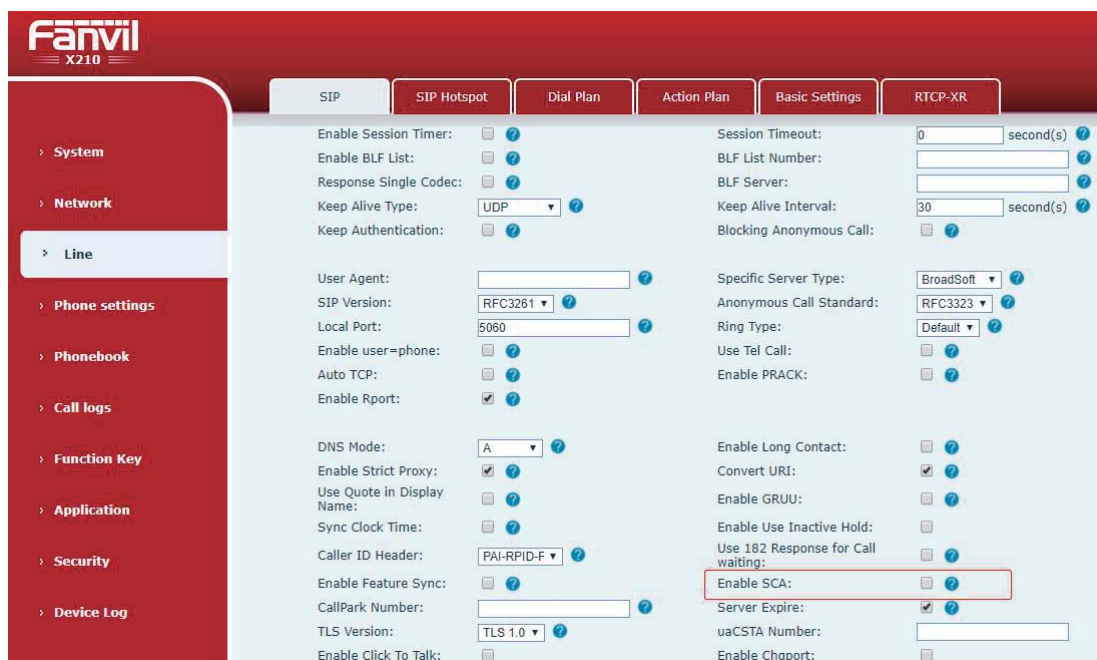 Fanvil
X210
SIP SIP Hotspot Dial Plan Action Plan Basic Settings RTCP-XR
› System
› Network
› Line
› Phone settings
› Phonebook
› Call logs
› Function Key
› Application
› Security
› Device Log
Enable Session Timer: Session Timeout: 0 second(s)
Enable BLF List: BLF List Number:
Response Single Codec: BLF Server:
Keep Alive Type: UDP Keep Alive Interval: 30 second(s)
Keep Authentication: Blocking Anonymous Call:
User Agent: Specific Server Type: BroadSoft
SIP Version: RFC3261 Anonymous Call Standard: RFC3323
Local Port: 5060 Ring Type: Default
Enable user=phone: Use Tel Call:
Auto TCP: Enable PRACK:
Enable Rport:
DNS Mode: A Enable Long Contact:
Enable Strict Proxy: Convert URI:
Use Quote in Display
Name: Enable GRUU:
Sync Clock Time: Enable Use Inactive Hold:
Caller ID Header: PAI-RPID-F Use 182 Response for Call
waiting:
Enable Feature Sync: Enable SCA:
CallPark Number: Server Expire:
TLS Version: TLS 1.0 uaCSTA Number:
Enable Click To Talk: Enable Chgport: